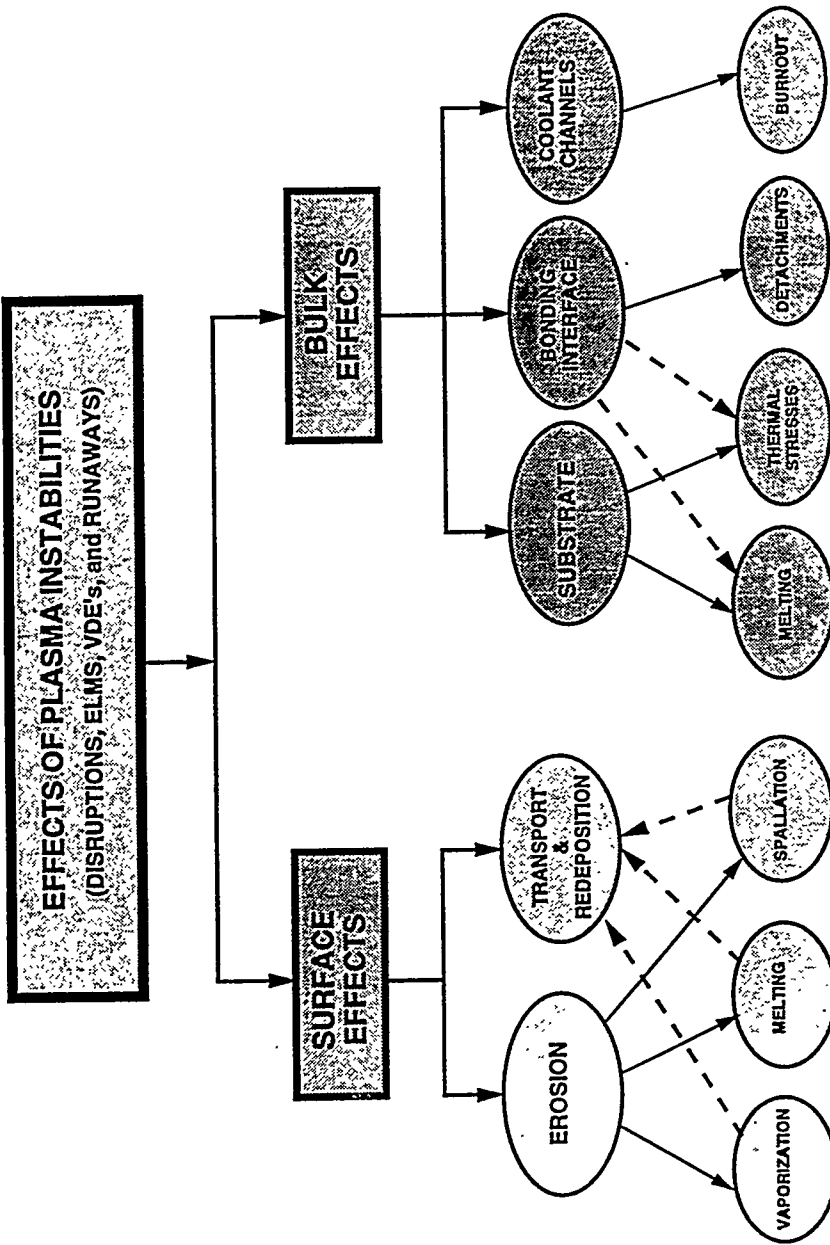 EFFECTS OF PLASMA INSTABILITIES
(DISRUPTIONS, ELMS, VDE's, and RUNAWAYS)
SURFACE
EFFECTS
BULK
EFFECTS
EROSION
TRANSPORT
&
REDEPOSITION
SUBSTRATE
BONDING
INTERFACE
COOLANT
CHANNELS
VAPORIZATION
MELTING
SPALLATION
MELTING
THERMAL
STRESSES
DETACHMENTS
BURNOUT